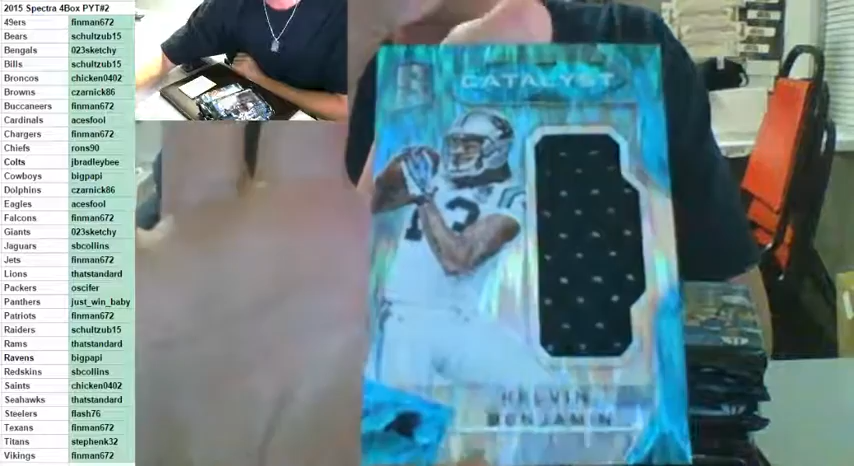 2015 Spectra 4Box PYT#2
49ers finman672
Bears schultzub15
Bengals 023sketchy
Bills schultzub15
Broncos chicken0402
Browns czarnick86
Buccaneers finman672
Cardinals acesfool
Chargers finman672
Chiefs rons90
Colts jbradleybee
Cowboys bigpapi
Dolphins czarnick86
Eagles acesfool
Falcons finman672
Giants 023sketchy
Jaguars sbcollins
Jets finman672
Lions thatstandard
Packers oscifer
Panthers just_win_baby
Patriots finman672
Raiders schultzub15
Rams thatstandard
Ravens bigpapi
Redskins sbcollins
Saints chicken0402
Seahawks thatstandard
Steelers flash76
Texans finman672
Titans stephenk32
Vikings finman672
CATALYST
KELVIN
BENJAMIN